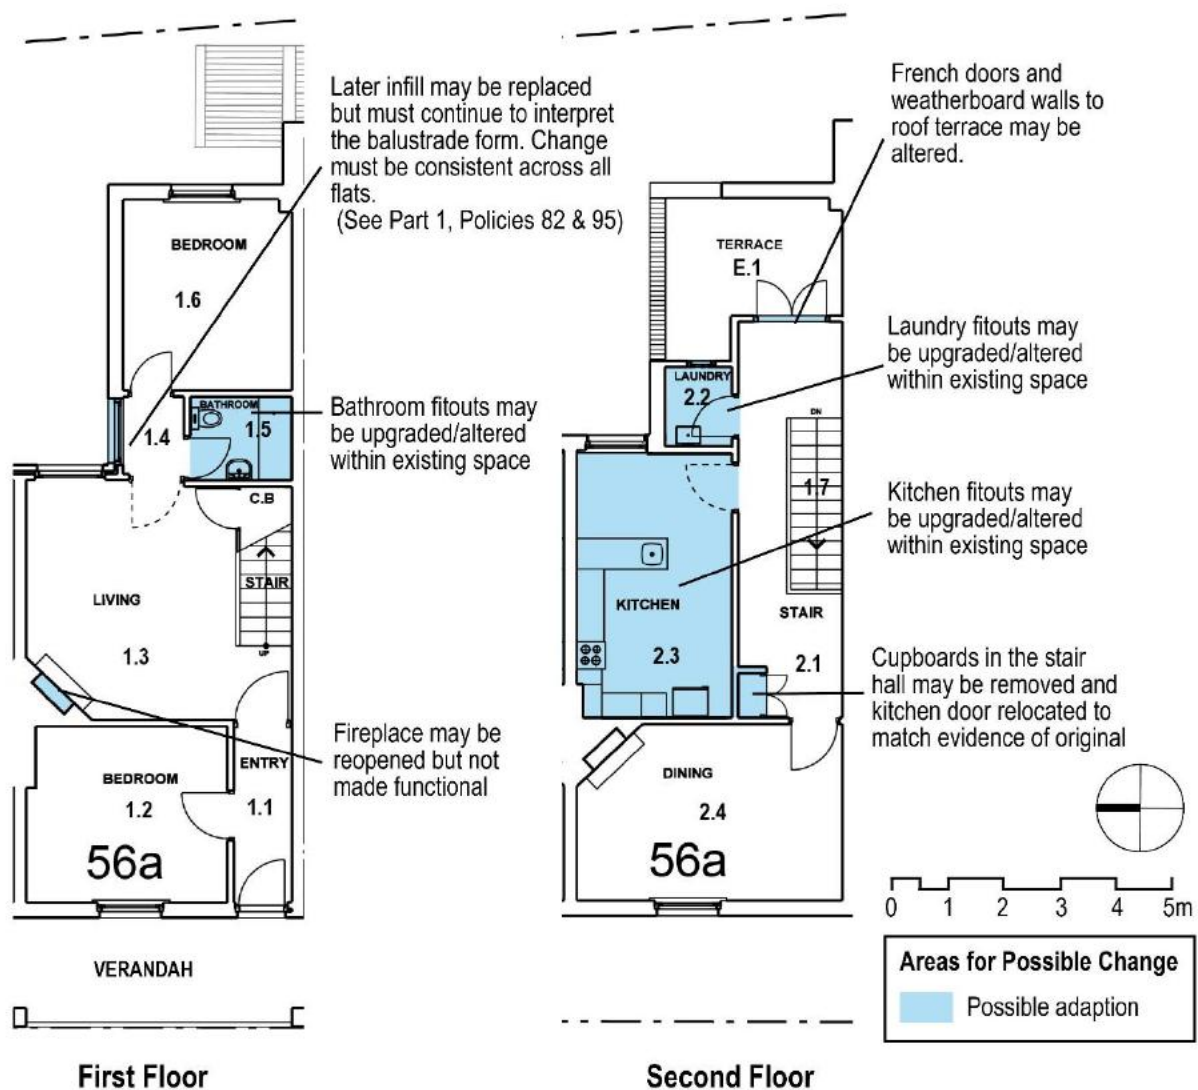 Later infill may be replaced
but must continue to interpret
the balustrade form. Change
must be consistent across all
flats.
(See Part 1, Policies 82 & 95)
BEDROOM
1.6
BATHROOM
1.5
1.4
Bathroom fitouts may
be upgraded/altered
within existing space
C.B
STAIR
UP
LIVING
1.3
Fireplace may be
reopened but not
made functional
ENTRY
1.1
BEDROOM
1.2
56a
VERANDAH
First Floor
French doors and
weatherboard walls to
roof terrace may be
altered.
TERRACE
E.1
Laundry fitouts may
be upgraded/altered
within existing space
LAUNDRY
2.2
DN
1.7
Kitchen fitouts may
be upgraded/altered
within existing space
KITCHEN
2.3
STAIR
2.1
Cupboards in the stair
hall may be removed and
kitchen door relocated to
match evidence of original
DINING
2.4
56a
0 1 2 3 4 5m
Areas for Possible Change
Possible adaption
Second Floor